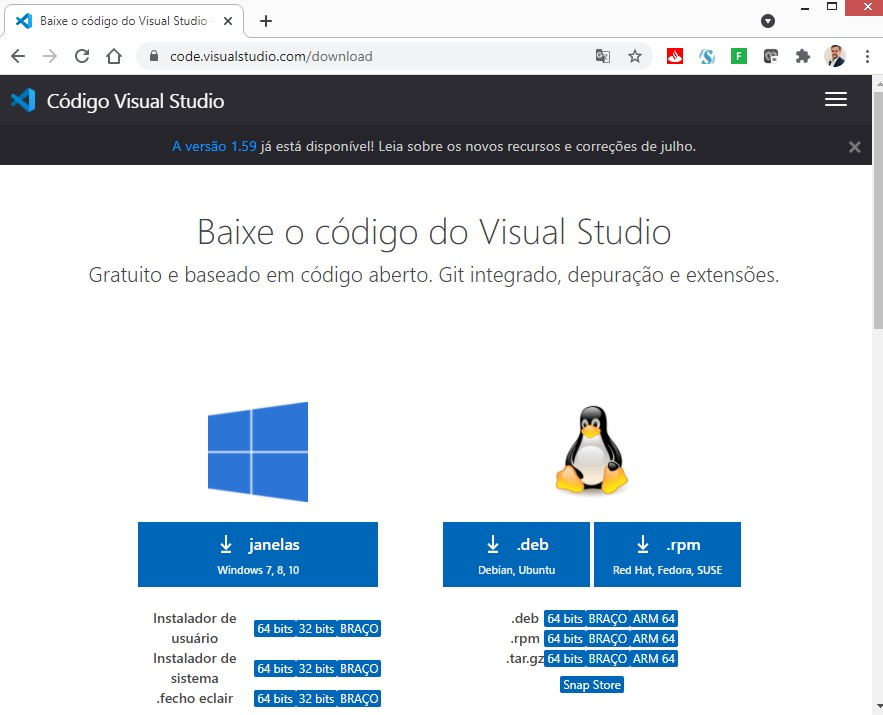 Baixe o código do Visual Studio
code.visualstudio.com/download
Código Visual Studio
A versão 1.59 já está disponível! Leia sobre os novos recursos e correções de julho.
Baixe o código do Visual Studio
Gratuito e baseado em código aberto. Git integrado, depuração e extensões.
janelas
Windows 7, 8, 10
.deb
Debian, Ubuntu
.rpm
Red Hat, Fedora, SUSE
Instalador de
usuário
64 bits 32 bits BRAÇO
Instalador de
sistema
64 bits 32 bits BRAÇO
.fecho eclair
64 bits 32 bits BRAÇO
.deb 64 bits BRAÇO ARM 64
.rpm 64 bits BRAÇO ARM 64
.tar.gz 64 bits BRAÇO ARM 64
Snap Store